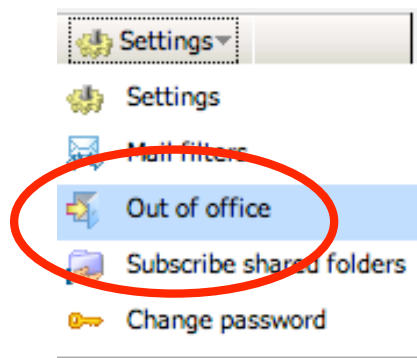 Settings
Settings
Mail filters
Out of office
Subscribe shared folders
Change password